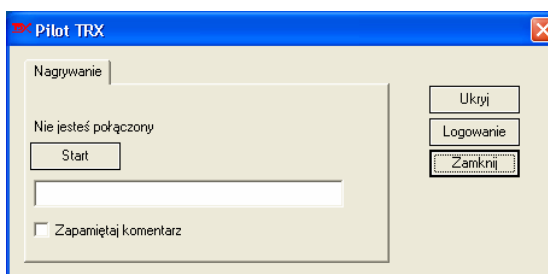 Pilot TRX
Nagrywanie
Nie jesteś połączony
Start
Zapamiętaj komentarz
Ukryj
Logowanie
Zamknij